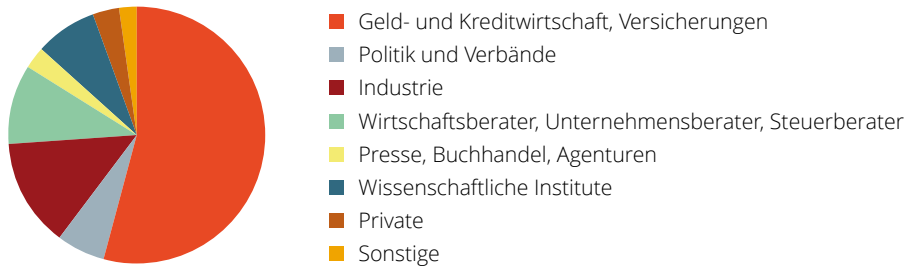 Geld- und Kreditwirtschaft, Versicherungen
Politik und Verbände
Industrie
Wirtschaftsberater, Unternehmensberater, Steuerberater
Presse, Buchhandel, Agenturen
Wissenschaftliche Institute
Private
Sonstige